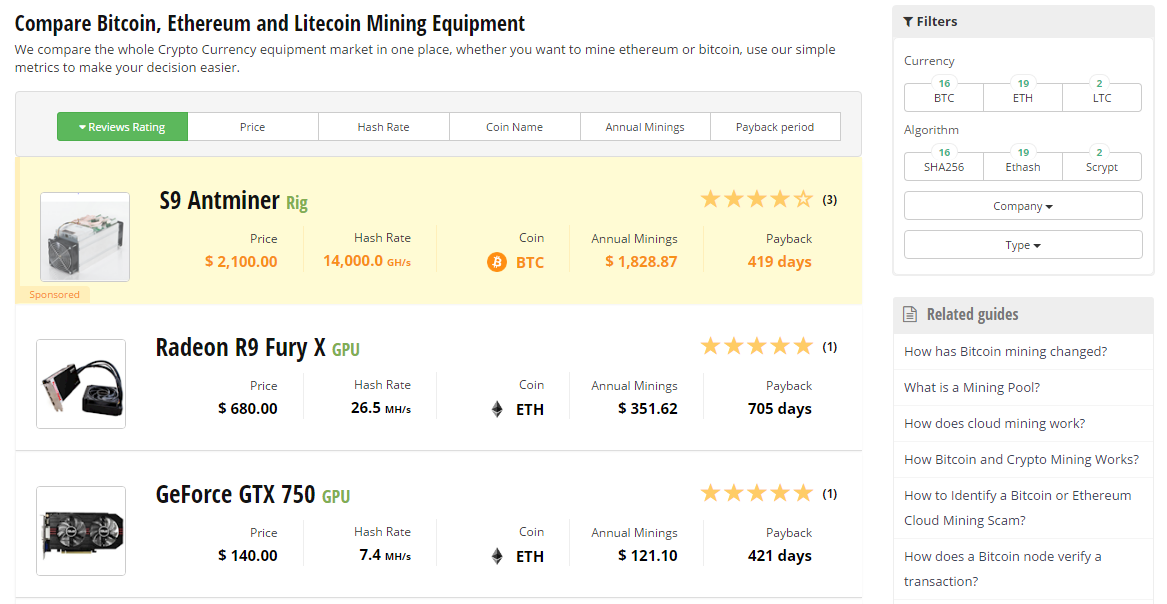 Compare Bitcoin, Ethereum and Litecoin Mining Equipment
We compare the whole Crypto Currency equipment market in one place, whether you want to mine ethereum or bitcoin, use our simple
metrics to make your decision easier.
Reviews Rating Price Hash Rate Coin Name Annual Minings Payback period
S9 Antminer Rig (3)
Price Hash Rate Coin Annual Minings Payback
$ 2,100.00 14,000.0 GH/s BTC $ 1,828.87 419 days
Sponsored
Radeon R9 Fury X GPU (1)
Price Hash Rate Coin Annual Minings Payback
$ 680.00 26.5 MH/s ETH $ 351.62 705 days
GeForce GTX 750 GPU (1)
Price Hash Rate Coin Annual Minings Payback
$ 140.00 7.4 MH/s ETH $ 121.10 421 days
Filters
Currency
16 19 2
BTC ETH LTC
Algorithm
16 19 2
SHA256 Ethash Scrypt
Company
Type
Related guides
How has Bitcoin mining changed?
What is a Mining Pool?
How does cloud mining work?
How Bitcoin and Crypto Mining Works?
How to Identify a Bitcoin or Ethereum
Cloud Mining Scam?
How does a Bitcoin node verify a
transaction?